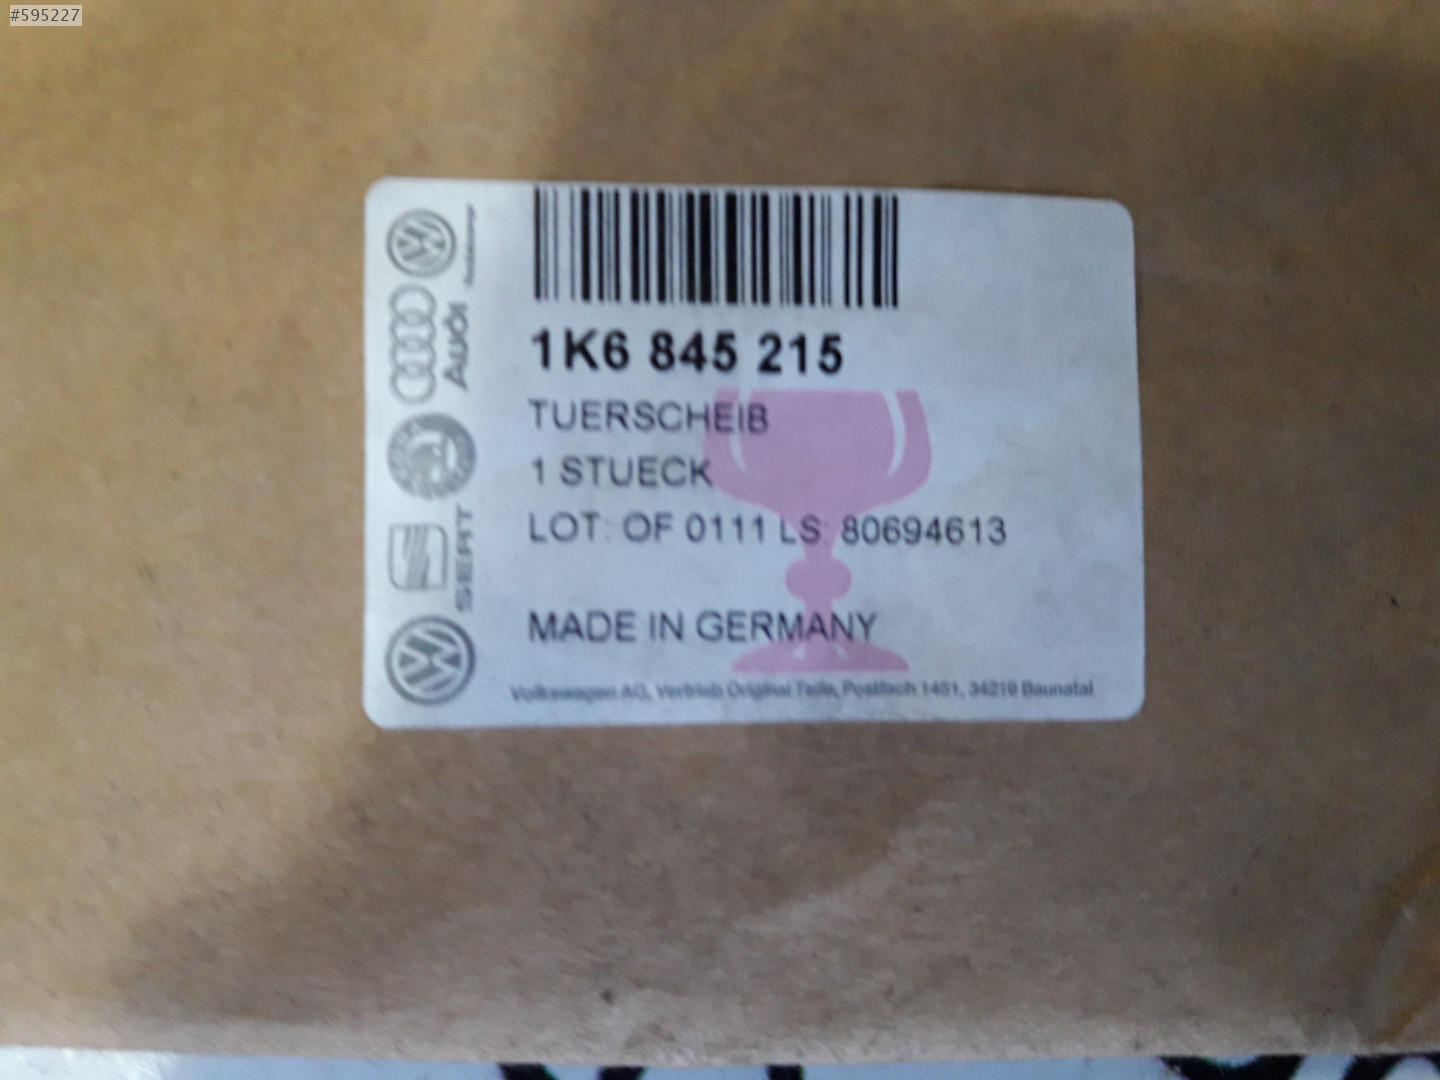 #595227
1K6 845 215
TUERSCHEIB
1 STUECK
LOT: OF 0111 LS: 80694613
MADE IN GERMANY
Volkswagen AG, Vertrieb Original Teile, Postfach 1451, 34219 Baunatal
AUDI
SEAT